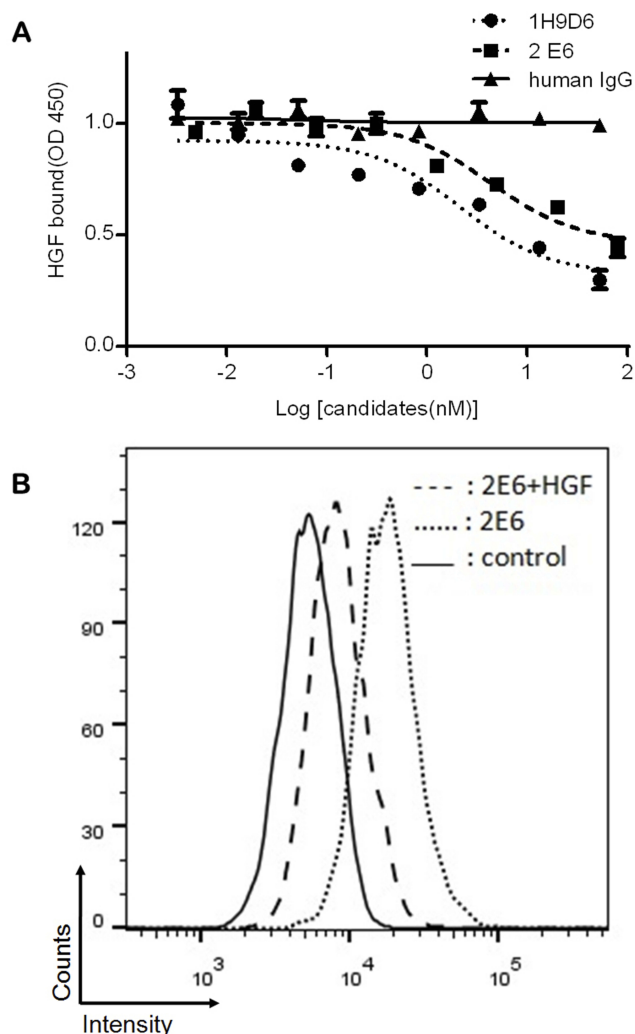 A
1H9D6
2 E6
human IgG
HGF bound(OD 450)
1.0
0.5
0.0
-3 -2 -1 0 1 2
Log [candidates(nM)]
B
: 2E6+HGF
: 2E6
: control
120
90
60
30
0
10³ 10⁴ 10⁵
Counts
Intensity